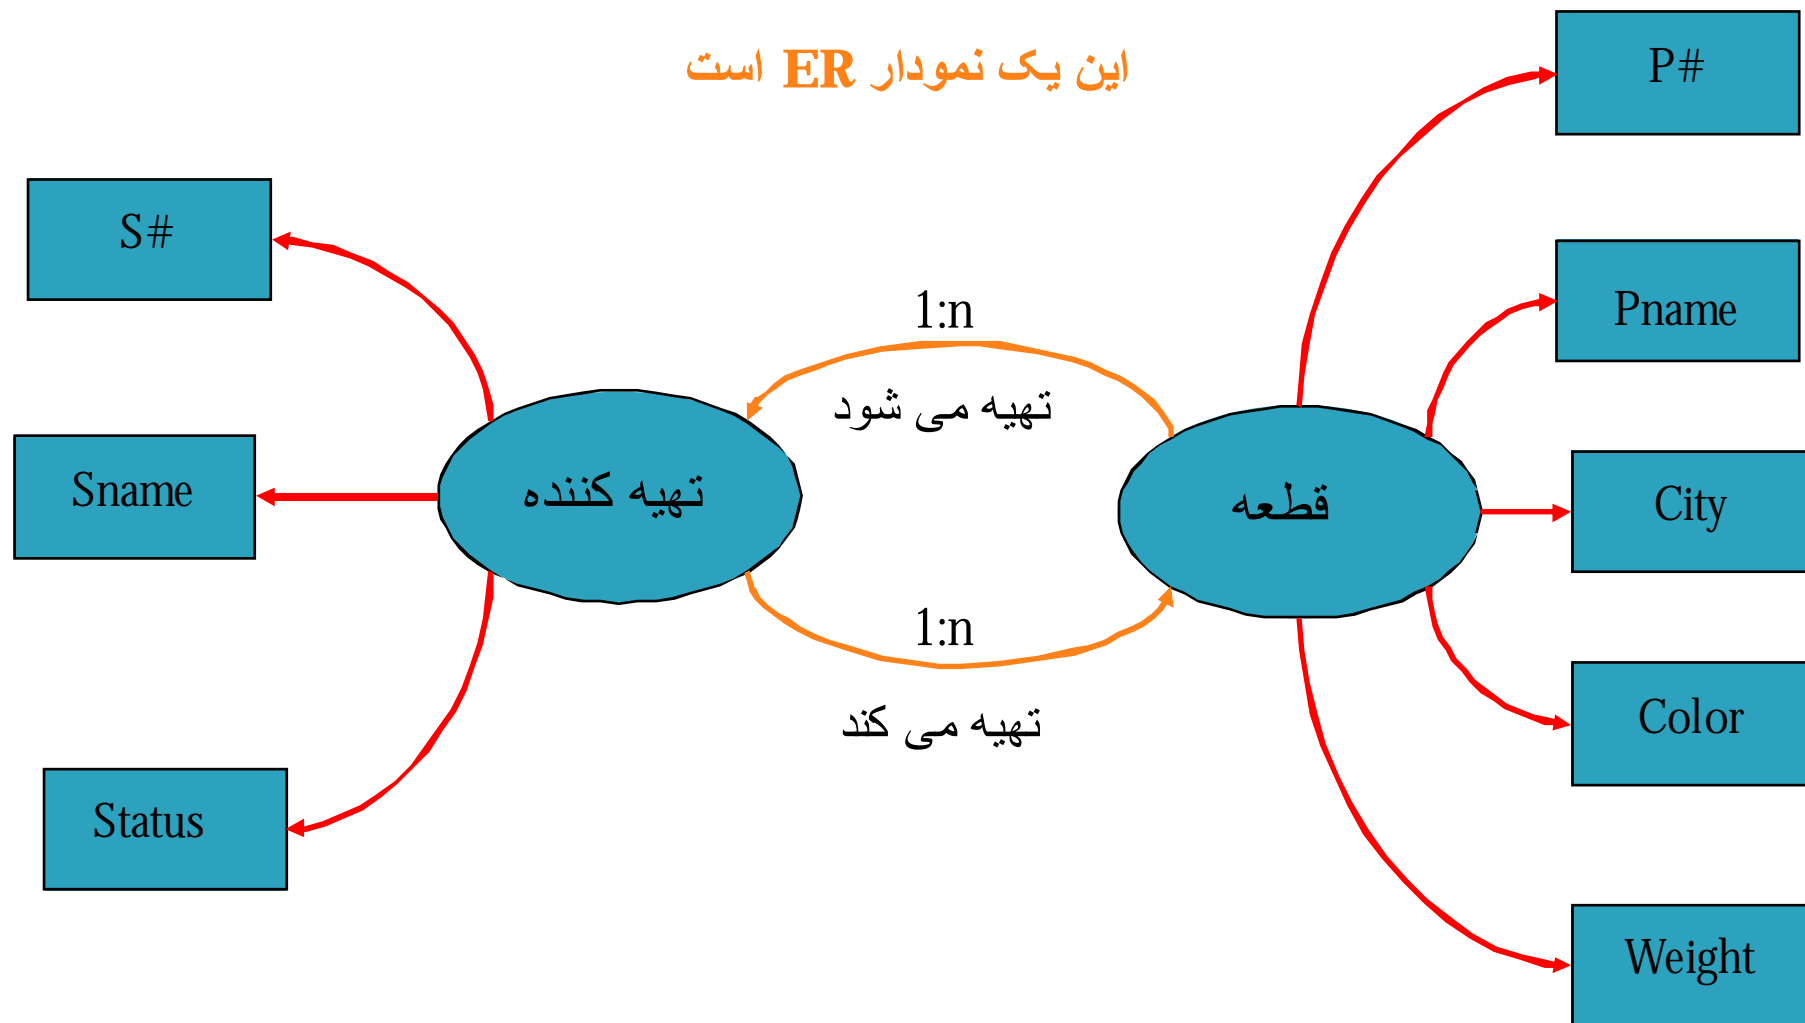 این یک نمودار ER است
P#
S#
Pname
1:n
تهیه می شود
Sname
تهیه کننده
قطعه
City
1:n
تهیه می کند
Color
Status
Weight